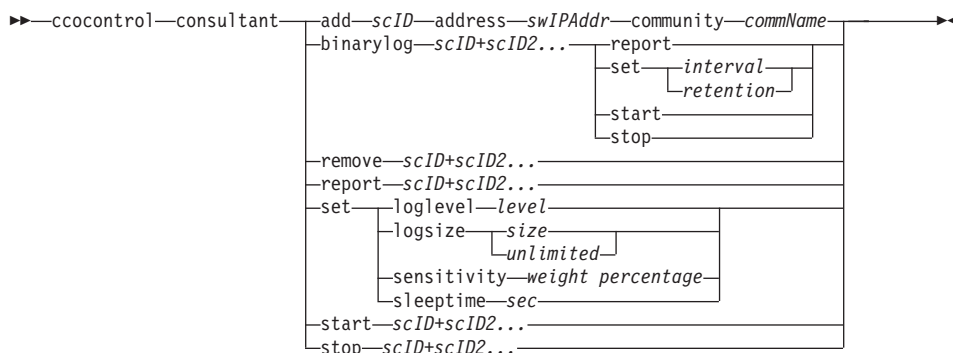 ccocontrol consultant add scID address swIPAddr community commName
binarylog scID+scID2... report
set interval
retention
start
stop
remove scID+scID2...
report scID+scID2...
set loglevel level
logsize size
unlimited
sensitivity weight percentage
sleeptime sec
start scID+scID2...
stop scID+scID2...